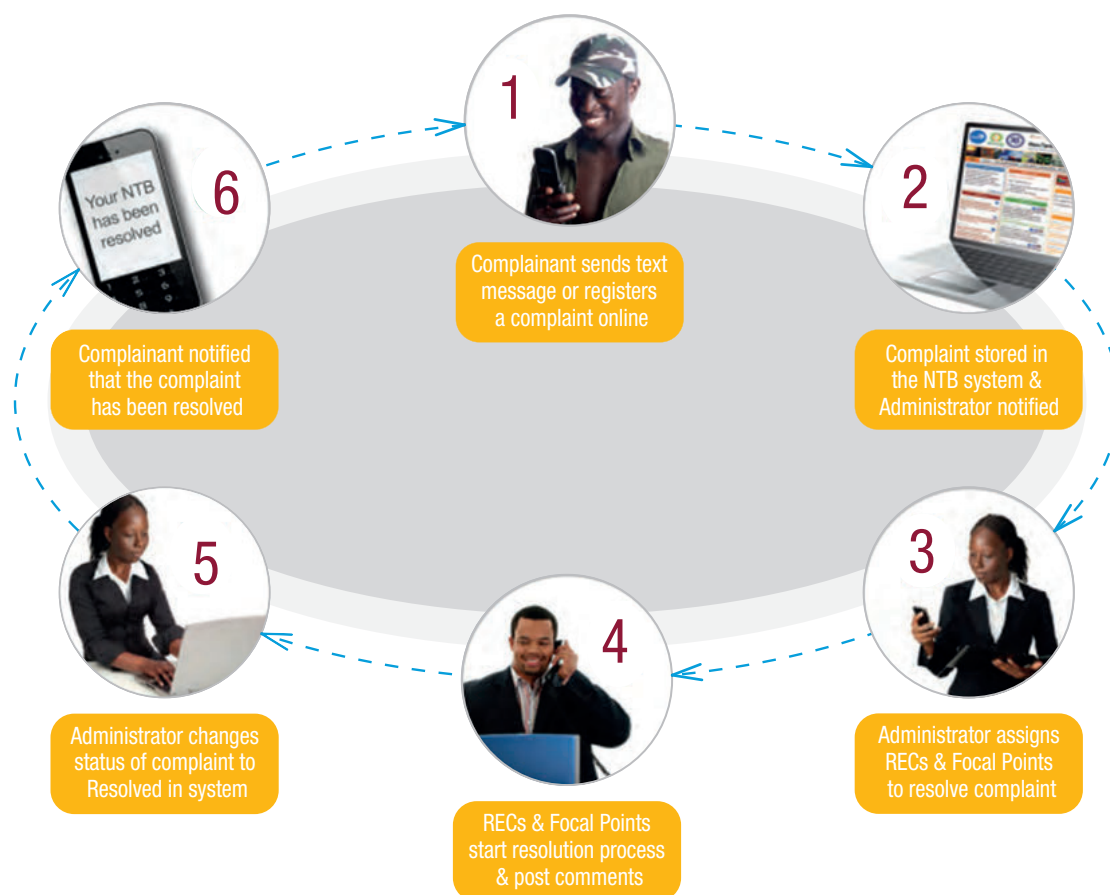 1
Complainant sends text
message or registers
a complaint online
2
Complaint stored in
the NTB system &
Administrator notified
3
Administrator assigns
RECs & Focal Points
to resolve complaint
4
RECs & Focal Points
start resolution process
& post comments
5
Administrator changes
status of complaint to
Resolved in system
6
Your NTB
has been
resolved
Complainant notified
that the complaint
has been resolved